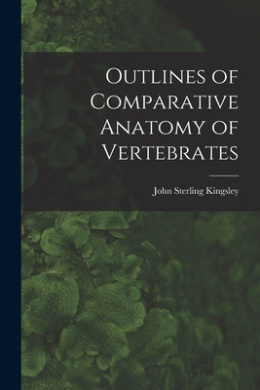 Outlines of
Comparative
Anatomy of
Vertebrates
John Sterling Kingsley